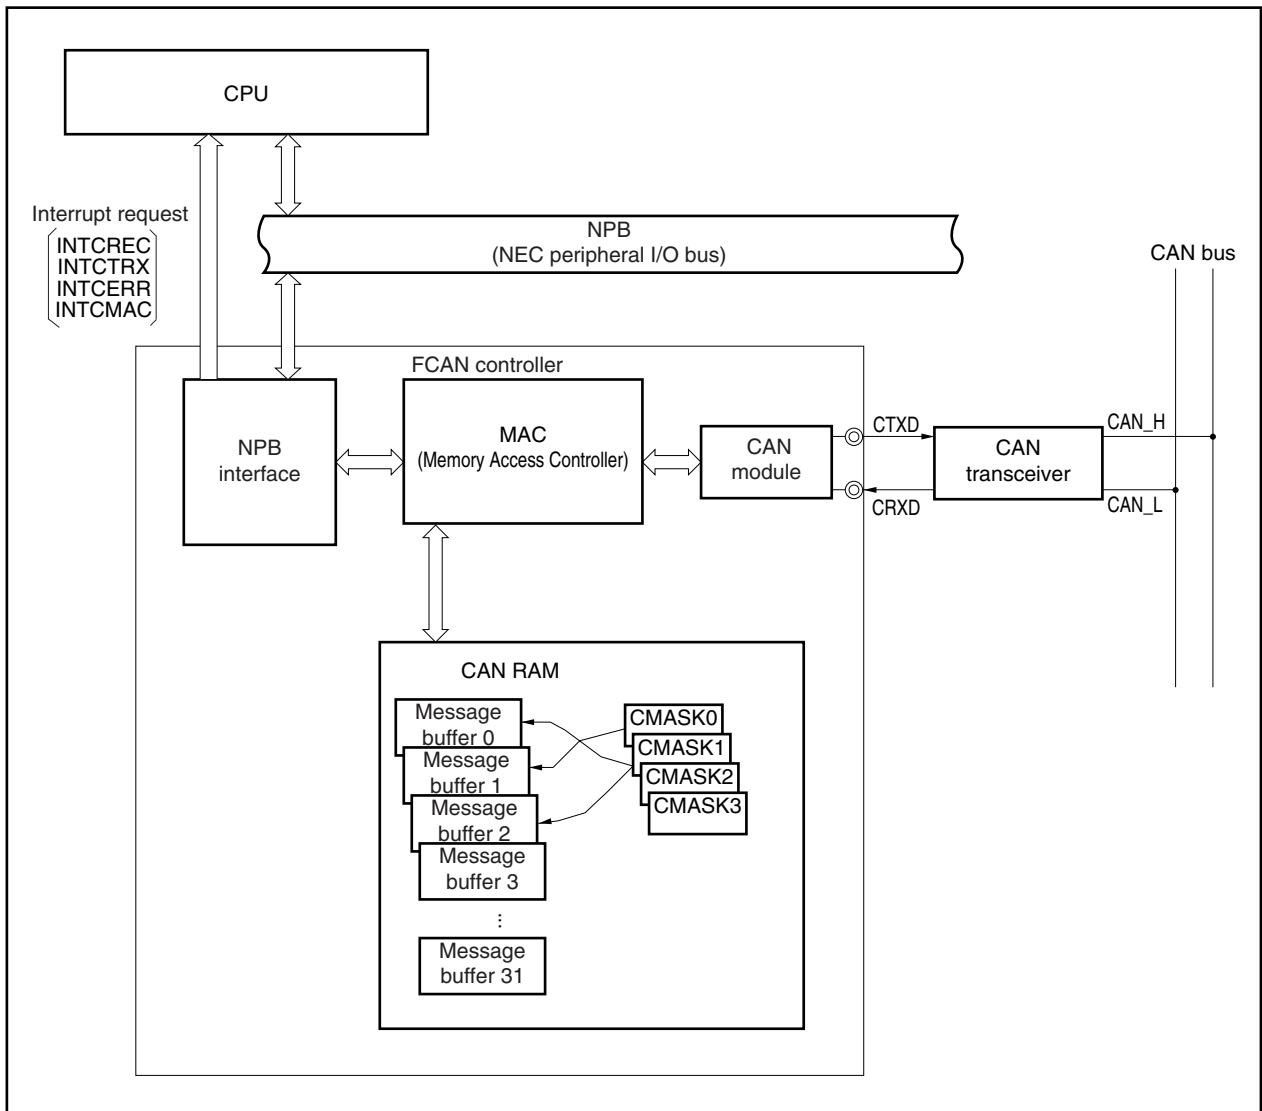 CPU
Interrupt request
INTCREC
INTCTRX
INTCERR
INTCMAC
NPB
(NEC peripheral I/O bus)
CAN bus
FCAN controller
NPB
interface
MAC
(Memory Access Controller)
CAN
module
CTXD
CRXD
CAN
transceiver
CAN_H
CAN_L
CAN RAM
Message
buffer 0
Message
buffer 1
Message
buffer 2
Message
buffer 3
⋮
Message
buffer 31
CMASK0
CMASK1
CMASK2
CMASK3